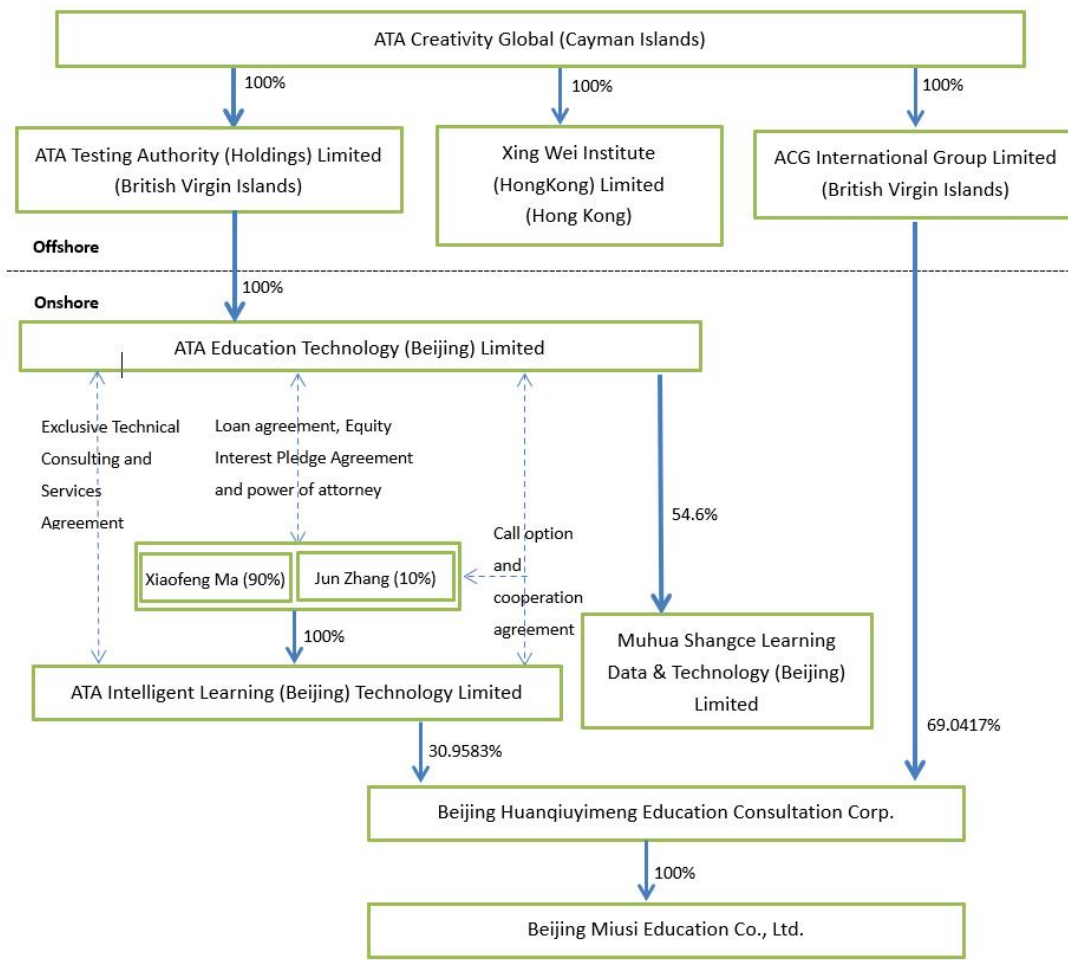 ATA Creativity Global (Cayman Islands)
100%
100%
100%
ATA Testing Authority (Holdings) Limited
(British Virgin Islands)
Xing Wei Institute
(HongKong) Limited
(Hong Kong)
ACG International Group Limited
(British Virgin Islands)
Offshore
100%
Onshore
ATA Education Technology (Beijing) Limited
Exclusive Technical
Consulting and
Services
Agreement
Loan agreement, Equity
Interest Pledge Agreement
and power of attorney
54.6%
Call option
and
cooperation
agreement
Xiaofeng Ma (90%)
Jun Zhang (10%)
100%
Muhua Shangce Learning
Data & Technology (Beijing)
Limited
ATA Intelligent Learning (Beijing) Technology Limited
69.0417%
30.9583%
Beijing Huanqiuyimeng Education Consultation Corp.
100%
Beijing Miusi Education Co., Ltd.